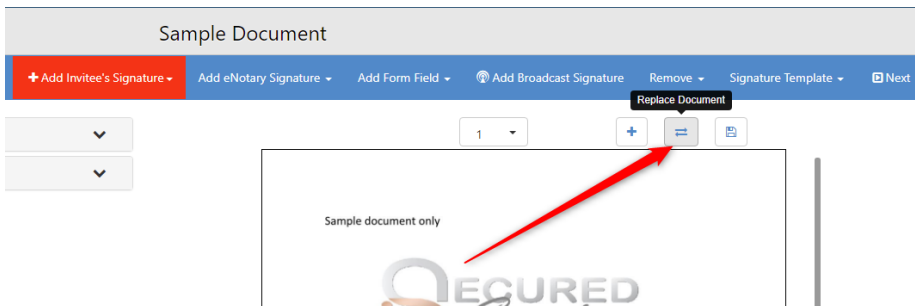 Sample Document
Add Invitee's Signature
Add eNotary Signature
Add Form Field
Add Broadcast Signature
Remove
Signature Template
Next
Replace Document
1
Sample document only
ECURED